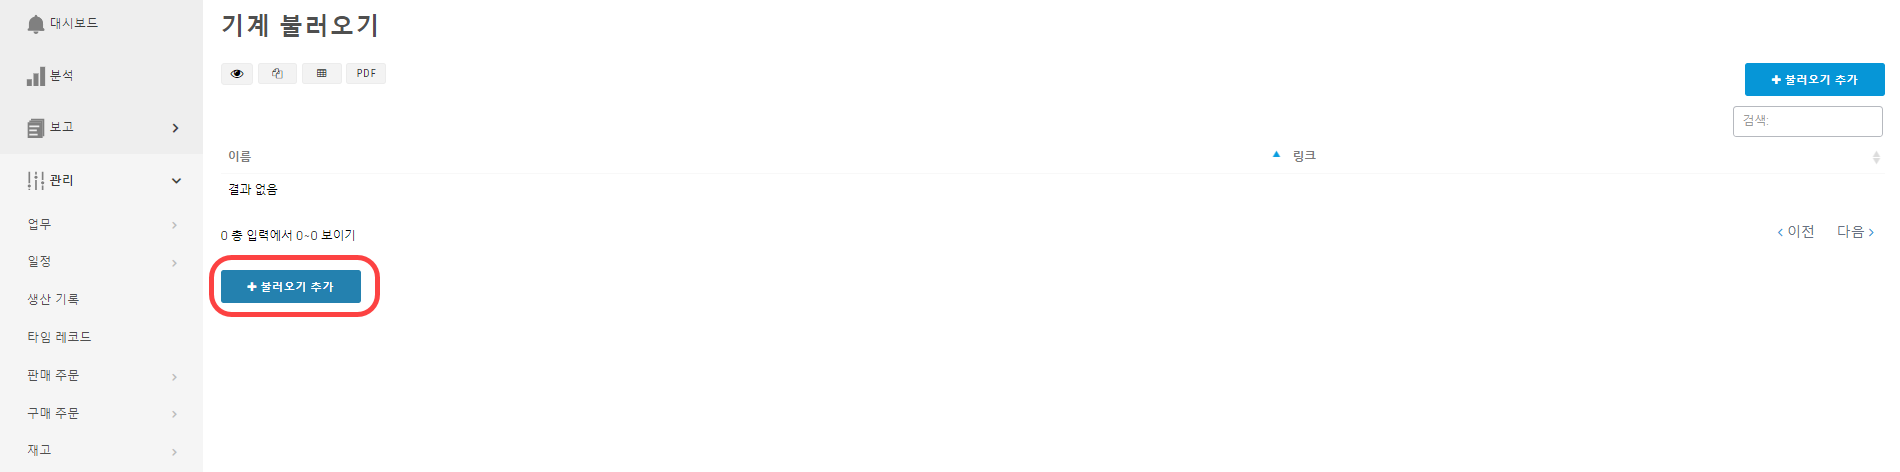 대시보드
분석
보고
관리
업무
일정
생산 기록
타임 레코드
판매 주문
구매 주문
재고
기계 불러오기
PDF
불러오기 추가
검색:
이름 링크
결과 없음
0 총 입력에서 0~0 보이기
이전 다음
불러오기 추가